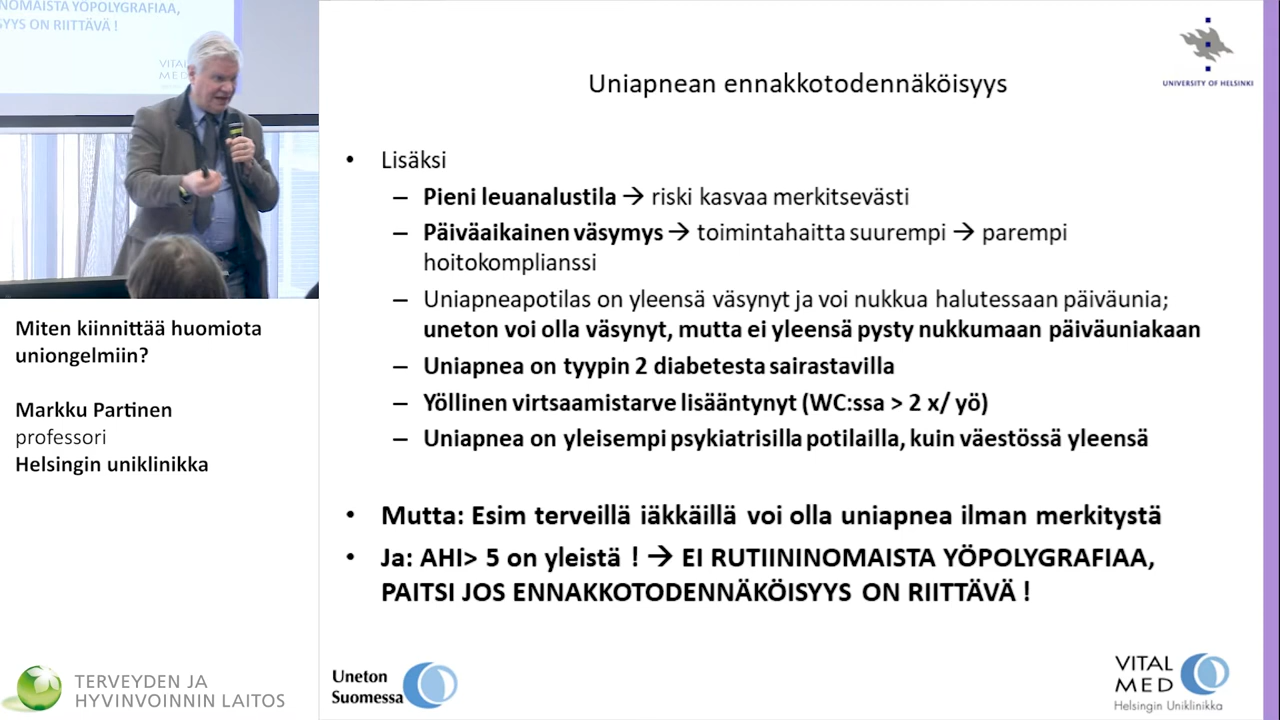 NOMAISTA YÖPOLYGRAFIAA,
SYYS ON RIITTÄVÄ !
VITAL
MED
Miten kiinnittää huomiota
uniongelmiin?
Markku Partinen
professori
Helsingin uniklinikka
TERVEYDEN JA
HYVINVOINNIN LAITOS
UNIVERSITY OF HELSINKI
Uniapnean ennakkotodennäköisyys
• Lisäksi
– Pieni leuanalustila → riski kasvaa merkitsevästi
– Päiväaikainen väsymys → toimintahaitta suurempi → parempi
hoitokomplianssi
– Uniapneapotilas on yleensä väsynyt ja voi nukkua halutessaan päiväunia;
uneton voi olla väsynyt, mutta ei yleensä pysty nukkumaan päiväuniakaan
– Uniapnea on tyypin 2 diabetesta sairastavilla
– Yöllinen virtsaamistarve lisääntynyt (WC:ssa > 2 x/ yö)
– Uniapnea on yleisempi psykiatrisilla potilailla, kuin väestössä yleensä
• Mutta: Esim terveillä iäkkäillä voi olla uniapnea ilman merkitystä
• Ja: AHI> 5 on yleistä ! → EI RUTIININOMAISTA YÖPOLYGRAFIAA,
PAITSI JOS ENNAKKOTODENNÄKÖISYYS ON RIITTÄVÄ !
Uneton
Suomessa
VITAL
MED
Helsingin Uniklinikka